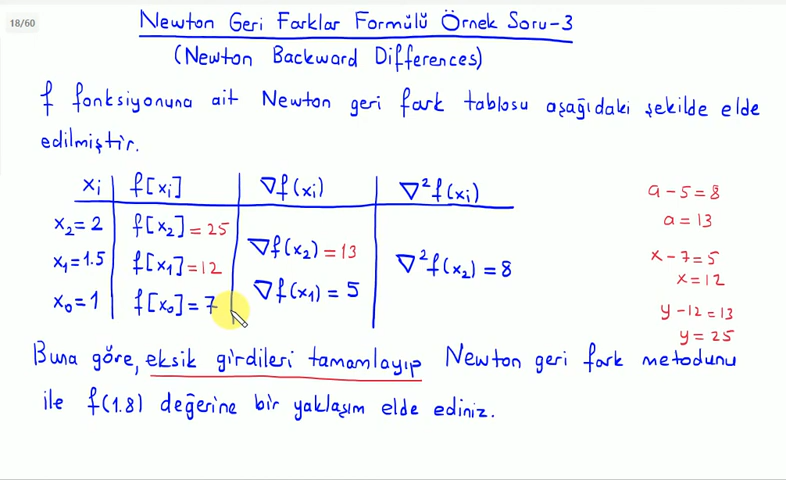 18/60
Newton Geri Farklar Formülü Örnek Soru-3
(Newton Backward Differences)
f fonksiyonuna ait Newton geri fark tablosu aşağıdaki şekilde elde
edilmiştir.
xᵢ f[xᵢ] ∇f(xᵢ) ∇²f(xᵢ)
x₂=2 f[x₂]=25
∇f(x₂)=13
x₁=1.5 f[x₁]=12 ∇²f(x₂)=8
∇f(x₁)=5
x₀=1 f[x₀]=7
a-5=8
a=13
x-7=5
x=12
y-12=13
y=25
Buna göre, eksik girdileri tamamlayıp Newton geri fark metodunu
ile f(1.8) değerine bir yaklaşım elde ediniz.